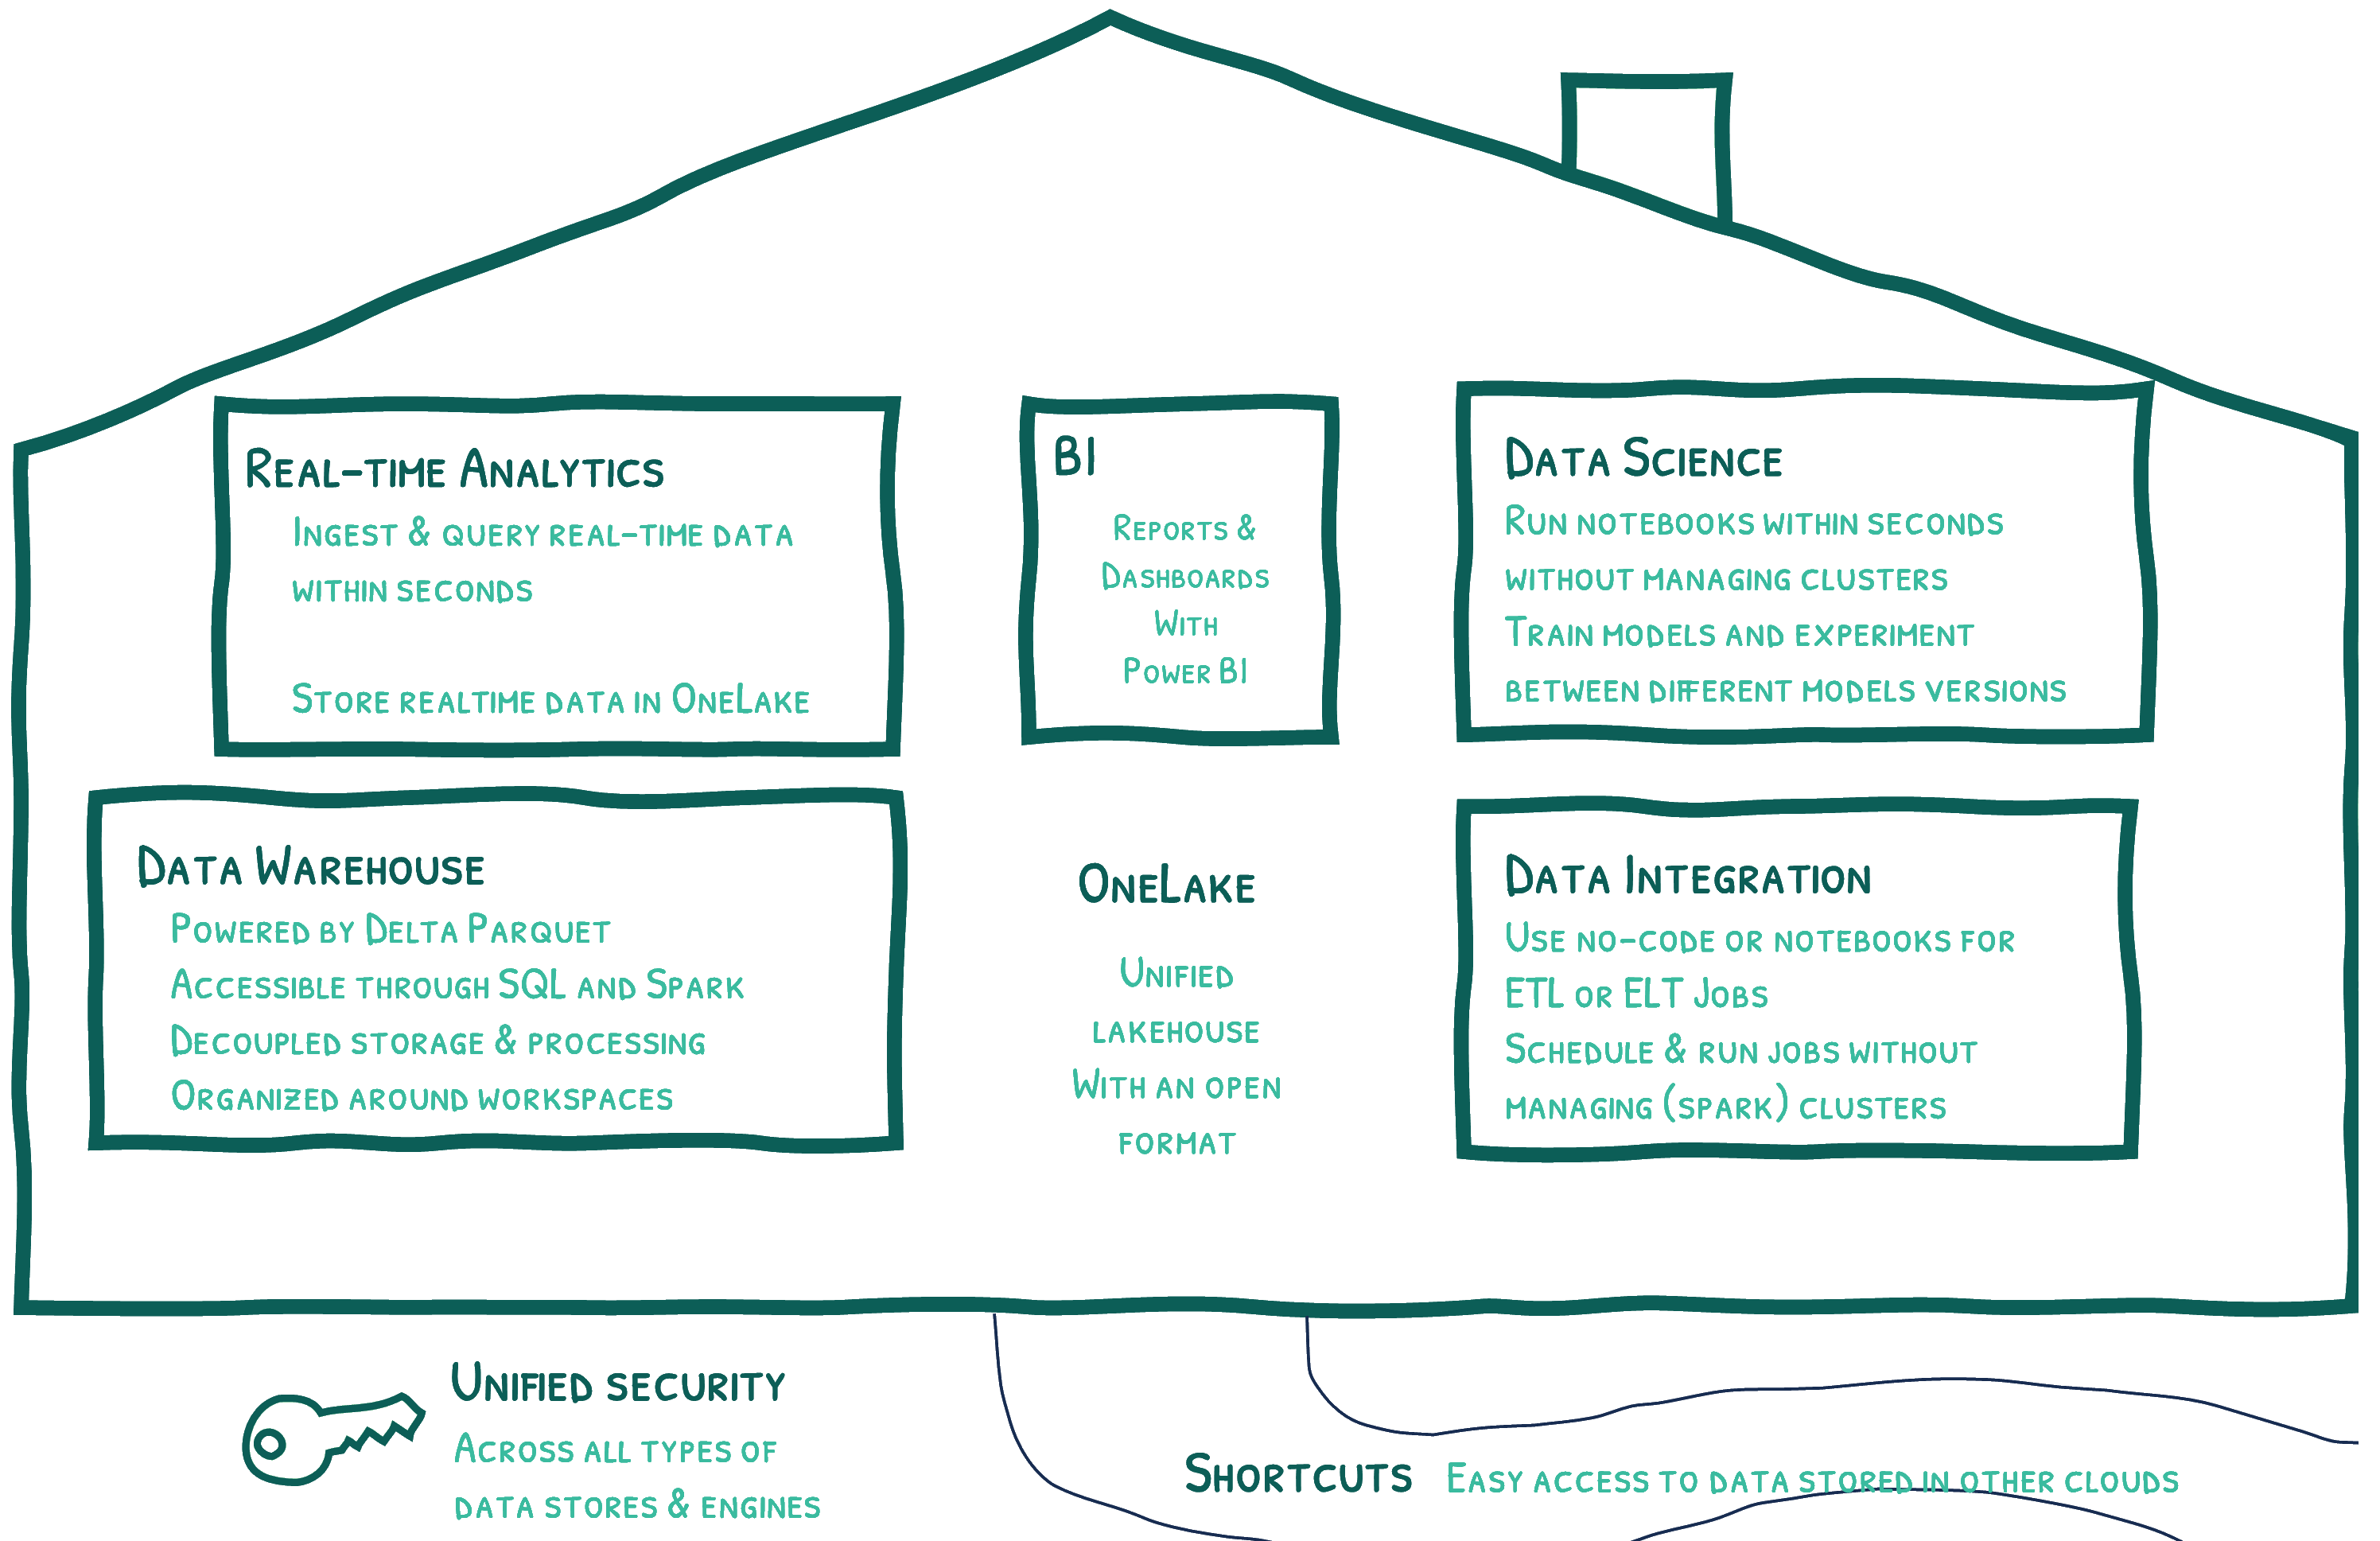 Real-time Analytics
Ingest & query real-time data
within seconds
Store realtime data in OneLake
BI
Reports &
Dashboards
With
Power BI
Data Science
Run notebooks within seconds
without managing clusters
Train models and experiment
between different models versions
Data Warehouse
Powered by Delta Parquet
Accessible through SQL and Spark
Decoupled storage & processing
Organized around workspaces
OneLake
Unified
lakehouse
With an open
format
Data Integration
Use no-code or notebooks for
ETL or ELT Jobs
Schedule & run jobs without
managing (spark) clusters
Unified security
Across all types of
data stores & engines
Shortcuts Easy access to data stored in other clouds